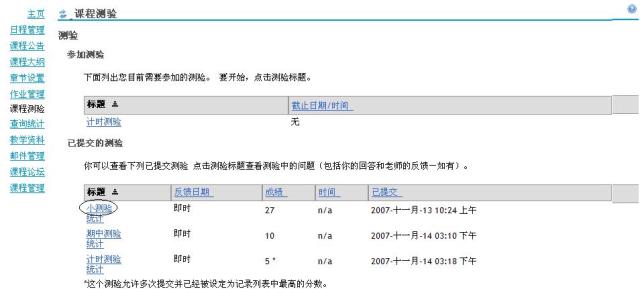 主页
日程管理
课程公告
课程大纲
章节设置
作业管理
课程测验
查询统计
教学资料
邮件管理
课程论坛
课程管理
课程测验
测验
参加测验
下面列出您目前需要参加的测验。 要开始，点击测验标题。
标题 截止日期/时间
计时测验 无
已提交的测验
你可以查看下列已提交测验 点击测验标题查看测验中的问题（包括你的回答和老师的反馈－如有）。
标题 反馈日期 成绩 时间 已提交
小测验 即时 27 n/a 2007-十一月-13 10:24 上午
统计
期中测验 即时 10 n/a 2007-十一月-14 03:10 下午
统计
计时测验 即时 5 * n/a 2007-十一月-14 03:18 下午
统计
*这个测验允许多次提交并已经被设定为记录列表中最高的分数。